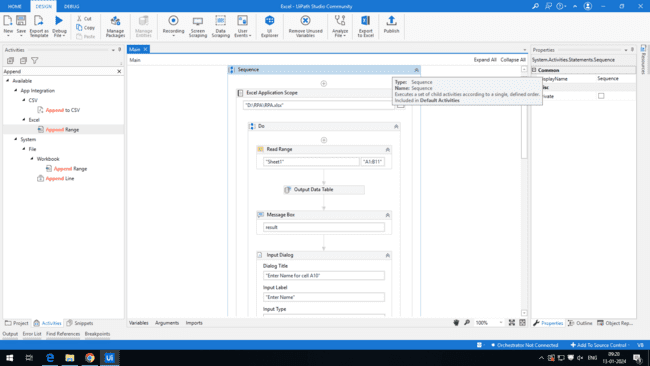 HOME DESIGN DEBUG Excel - UiPath Studio Community
New Save Export as Template Debug File Cut Copy Paste Manage Packages Manage Entities Recording Screen Scraping Data Scraping User Events UI Explorer Remove Unused Variables Analyze File Export to Excel Publish
Activities
Main
Properties
Append
Main Expand All Collapse All
System.Activities.Statements.Sequence
Available
App Integration
CSV
Append to CSV
Excel
Append Range
System
File
Workbook
Append Range
Append Line
Sequence
Excel Application Scope
"D:\RPA\RPA.xlsx"
Do
Read Range
"Sheet1" "A1:B11"
Output Data Table
Message Box
result
Input Dialog
Dialog Title
"Enter Name for cell A10"
Input Label
"Enter Name"
Input Type
Type: Sequence
Name: Sequence
Executes a set of child activities according to a single, defined order.
Included in Default Activities
Common
DisplayName Sequence
Resources
Project Activities Snippets
Variables Arguments Imports 100%
Properties Outline Object Rep...
Output Error List Find References Breakpoints
Orchestrator Not Connected Add To Source Control VB
ENG 09:20
13-01-2024